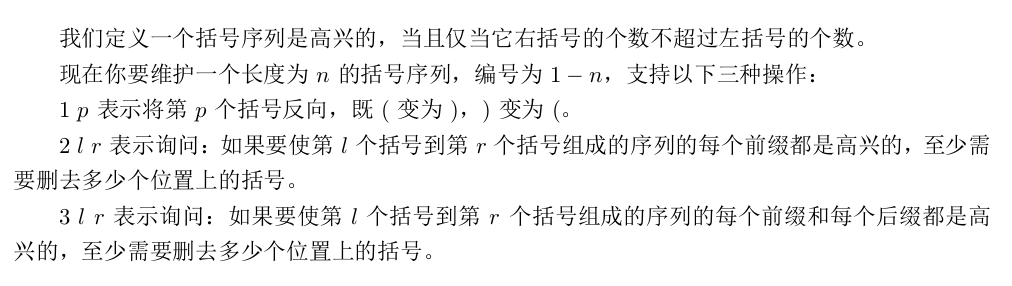 我们定义一个括号序列是高兴的，当且仅当它右括号的个数不超过左括号的个数。
现在你要维护一个长度为 n 的括号序列，编号为 1 − n，支持以下三种操作：
1 p 表示将第 p 个括号反向，既 ( 变为 )，) 变为 (。
2 l r 表示询问：如果要使第 l 个括号到第 r 个括号组成的序列的每个前缀都是高兴的，至少需
要删去多少个位置上的括号。
3 l r 表示询问：如果要使第 l 个括号到第 r 个括号组成的序列的每个前缀和每个后缀都是高
兴的，至少需要删去多少个位置上的括号。